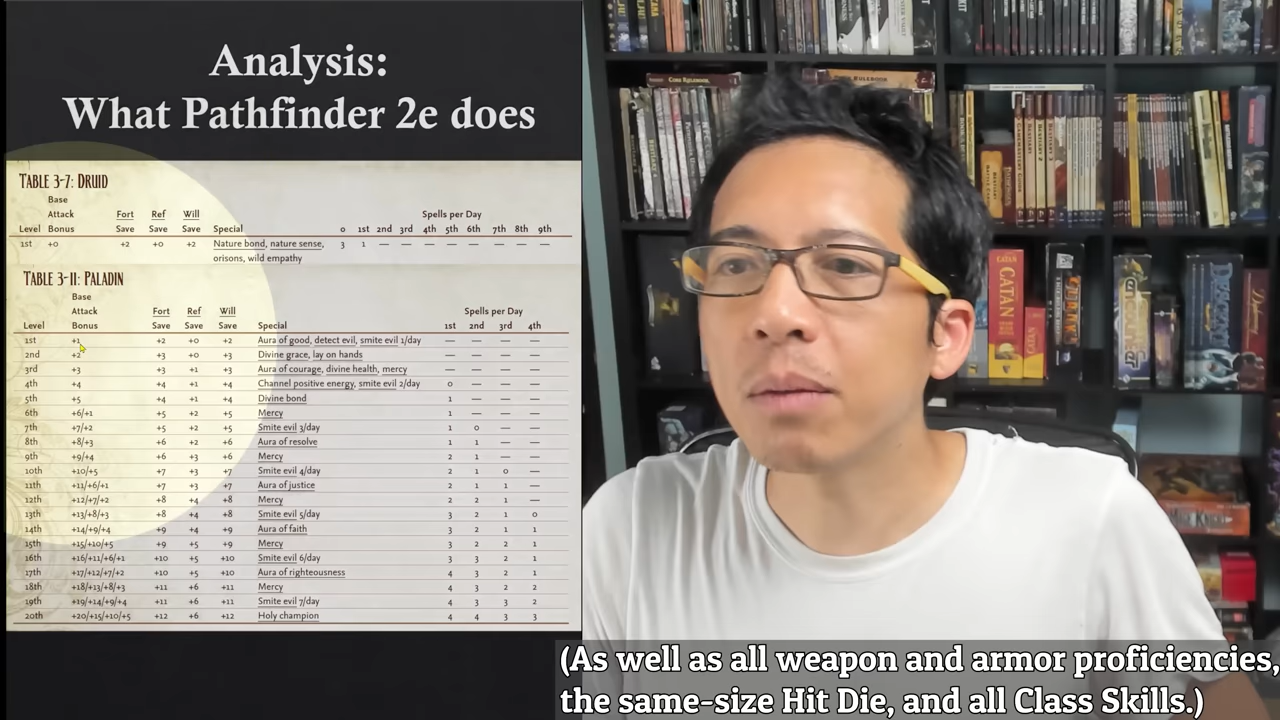 Analysis:
What Pathfinder 2e does
TABLE 3-7: DRUID
Base
Attack Fort Ref Will Spells per Day
Level Bonus Save Save Save Special 0 1st 2nd 3rd 4th 5th 6th 7th 8th 9th
1st +0 +2 +0 +2 Nature bond, nature sense, 3 1 — — — — — — — —
orisons, wild empathy
TABLE 3-11: PALADIN
Base
Attack Fort Ref Will Spells per Day
Level Bonus Save Save Save Special 1st 2nd 3rd 4th
1st +1 +2 +0 +2 Aura of good, detect evil, smite evil 1/day — — — —
2nd +2 +3 +0 +3 Divine grace, lay on hands — — — —
3rd +3 +3 +1 +3 Aura of courage, divine health, mercy — — — —
4th +4 +4 +1 +4 Channel positive energy, smite evil 2/day 0 — — —
5th +5 +4 +1 +4 Divine bond 1 — — —
6th +6/+1 +5 +2 +5 Mercy 1 — — —
7th +7/+2 +5 +2 +5 Smite evil 3/day 1 0 — —
8th +8/+3 +6 +2 +6 Aura of resolve 1 1 — —
9th +9/+4 +6 +3 +6 Mercy 2 1 — —
10th +10/+5 +7 +3 +7 Smite evil 4/day 2 1 0 —
11th +11/+6/+1 +7 +3 +7 Aura of justice 2 1 1 —
12th +12/+7/+2 +8 +4 +8 Mercy 2 2 1 —
13th +13/+8/+3 +8 +4 +8 Smite evil 5/day 3 2 1 0
14th +14/+9/+4 +9 +4 +9 Aura of faith 3 2 1 1
15th +15/+10/+5 +9 +5 +9 Mercy 3 2 2 1
16th +16/+11/+6/+1 +10 +5 +10 Smite evil 6/day 3 3 2 1
17th +17/+12/+7/+2 +10 +5 +10 Aura of righteousness 4 3 2 1
18th +18/+13/+8/+3 +11 +6 +11 Mercy 4 3 2 2
19th +19/+14/+9/+4 +11 +6 +11 Smite evil 7/day 4 3 3 2
20th +20/+15/+10/+5 +12 +6 +12 Holy champion 4 4 3 3
CATAN
CATAN
(As well as all weapon and armor proficiencies,
the same-size Hit Die, and all Class Skills.)